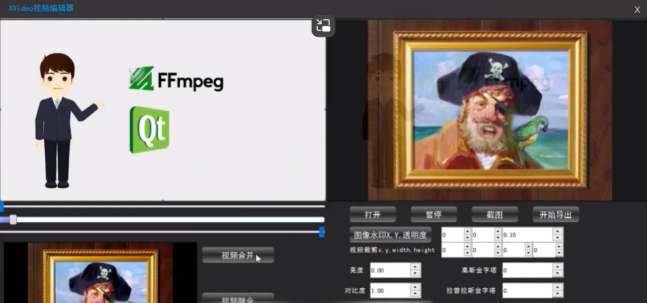 XVideo视频编辑器
X
FFmpeg
Qt
打开 暂停 截图 开始导出
图像水印X,Y,透明度 0 0 0.10
视频裁剪x,y,width,height 0 0 0 0
视频合并
亮度 0.00 高斯金字塔 0
视频融合
对比度 1.00 拉普拉斯金字塔 0